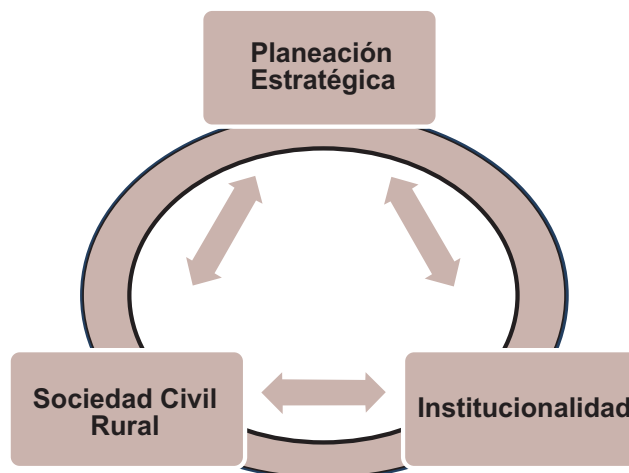 Planeación
Estratégica
Sociedad Civil
Rural
Institucionalidad